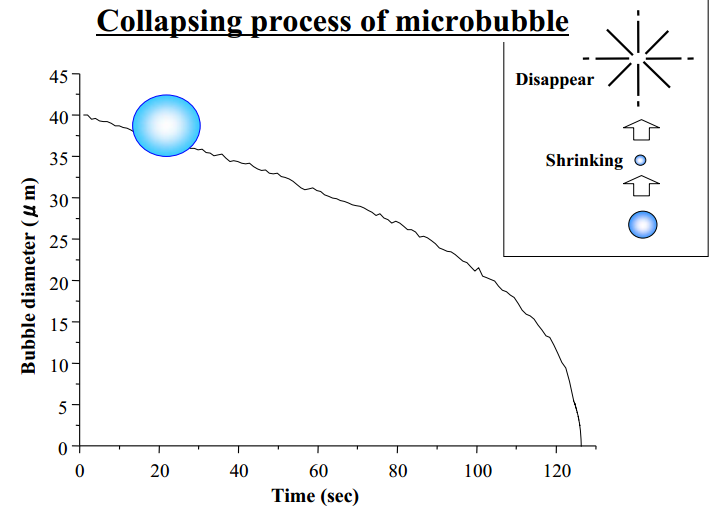 Collapsing process of microbubble
Disappear
Shrinking
Bubble diameter (μm)
45
40
35
30
25
20
15
10
5
0
0 20 40 60 80 100 120
Time (sec)